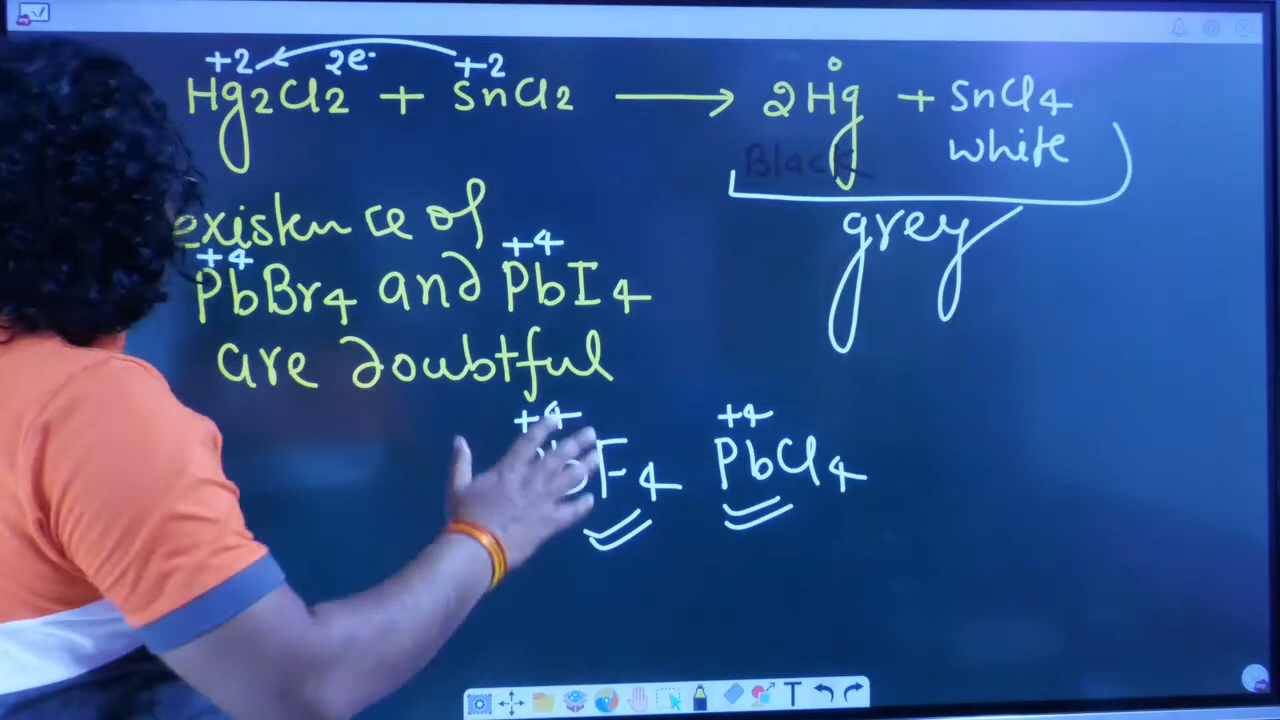 +2 2e- +2
Hg2Cl2 + SnCl2 ⟶ 2Hg° + SnCl4
Black white
grey
existence of
+4 +4
PbBr4 and PbI4
are doubtful
+4 +4
PbF4 PbCl4
T